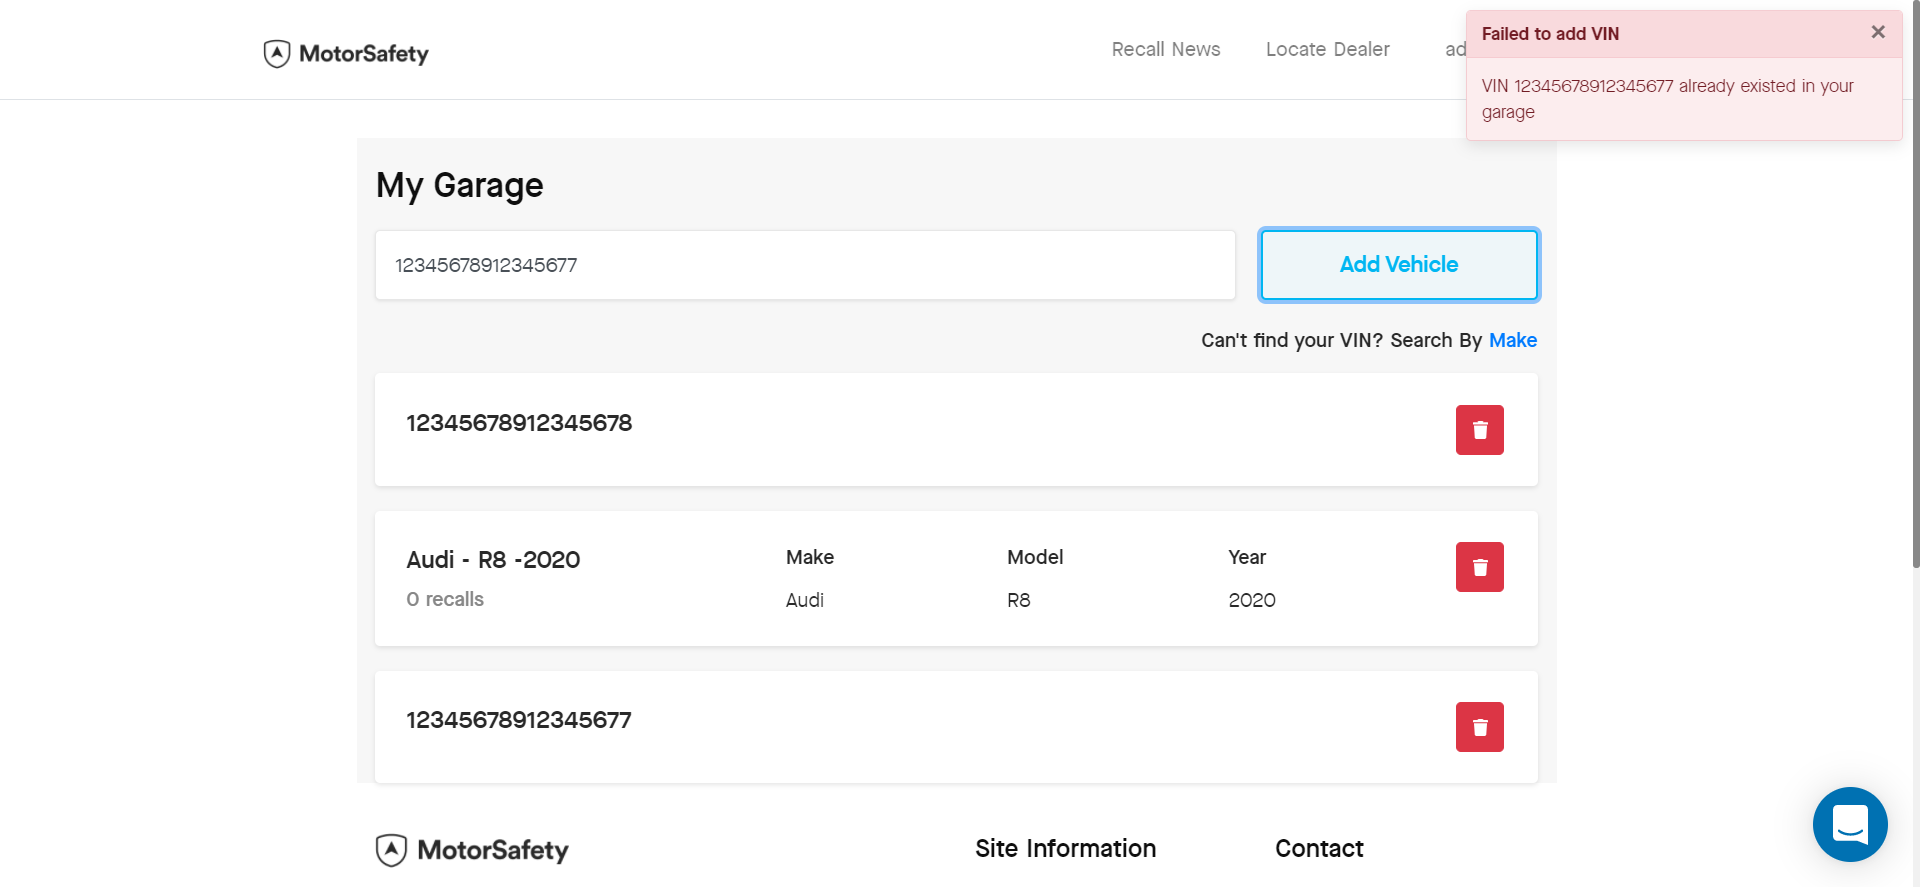 MotorSafety
Recall News
Locate Dealer
ad
Failed to add VIN
VIN 12345678912345677 already existed in your
garage
My Garage
12345678912345677
Add Vehicle
Can't find your VIN? Search By Make
12345678912345678
Audi - R8 -2020
0 recalls
Make
Audi
Model
R8
Year
2020
12345678912345677
MotorSafety
Site Information
Contact